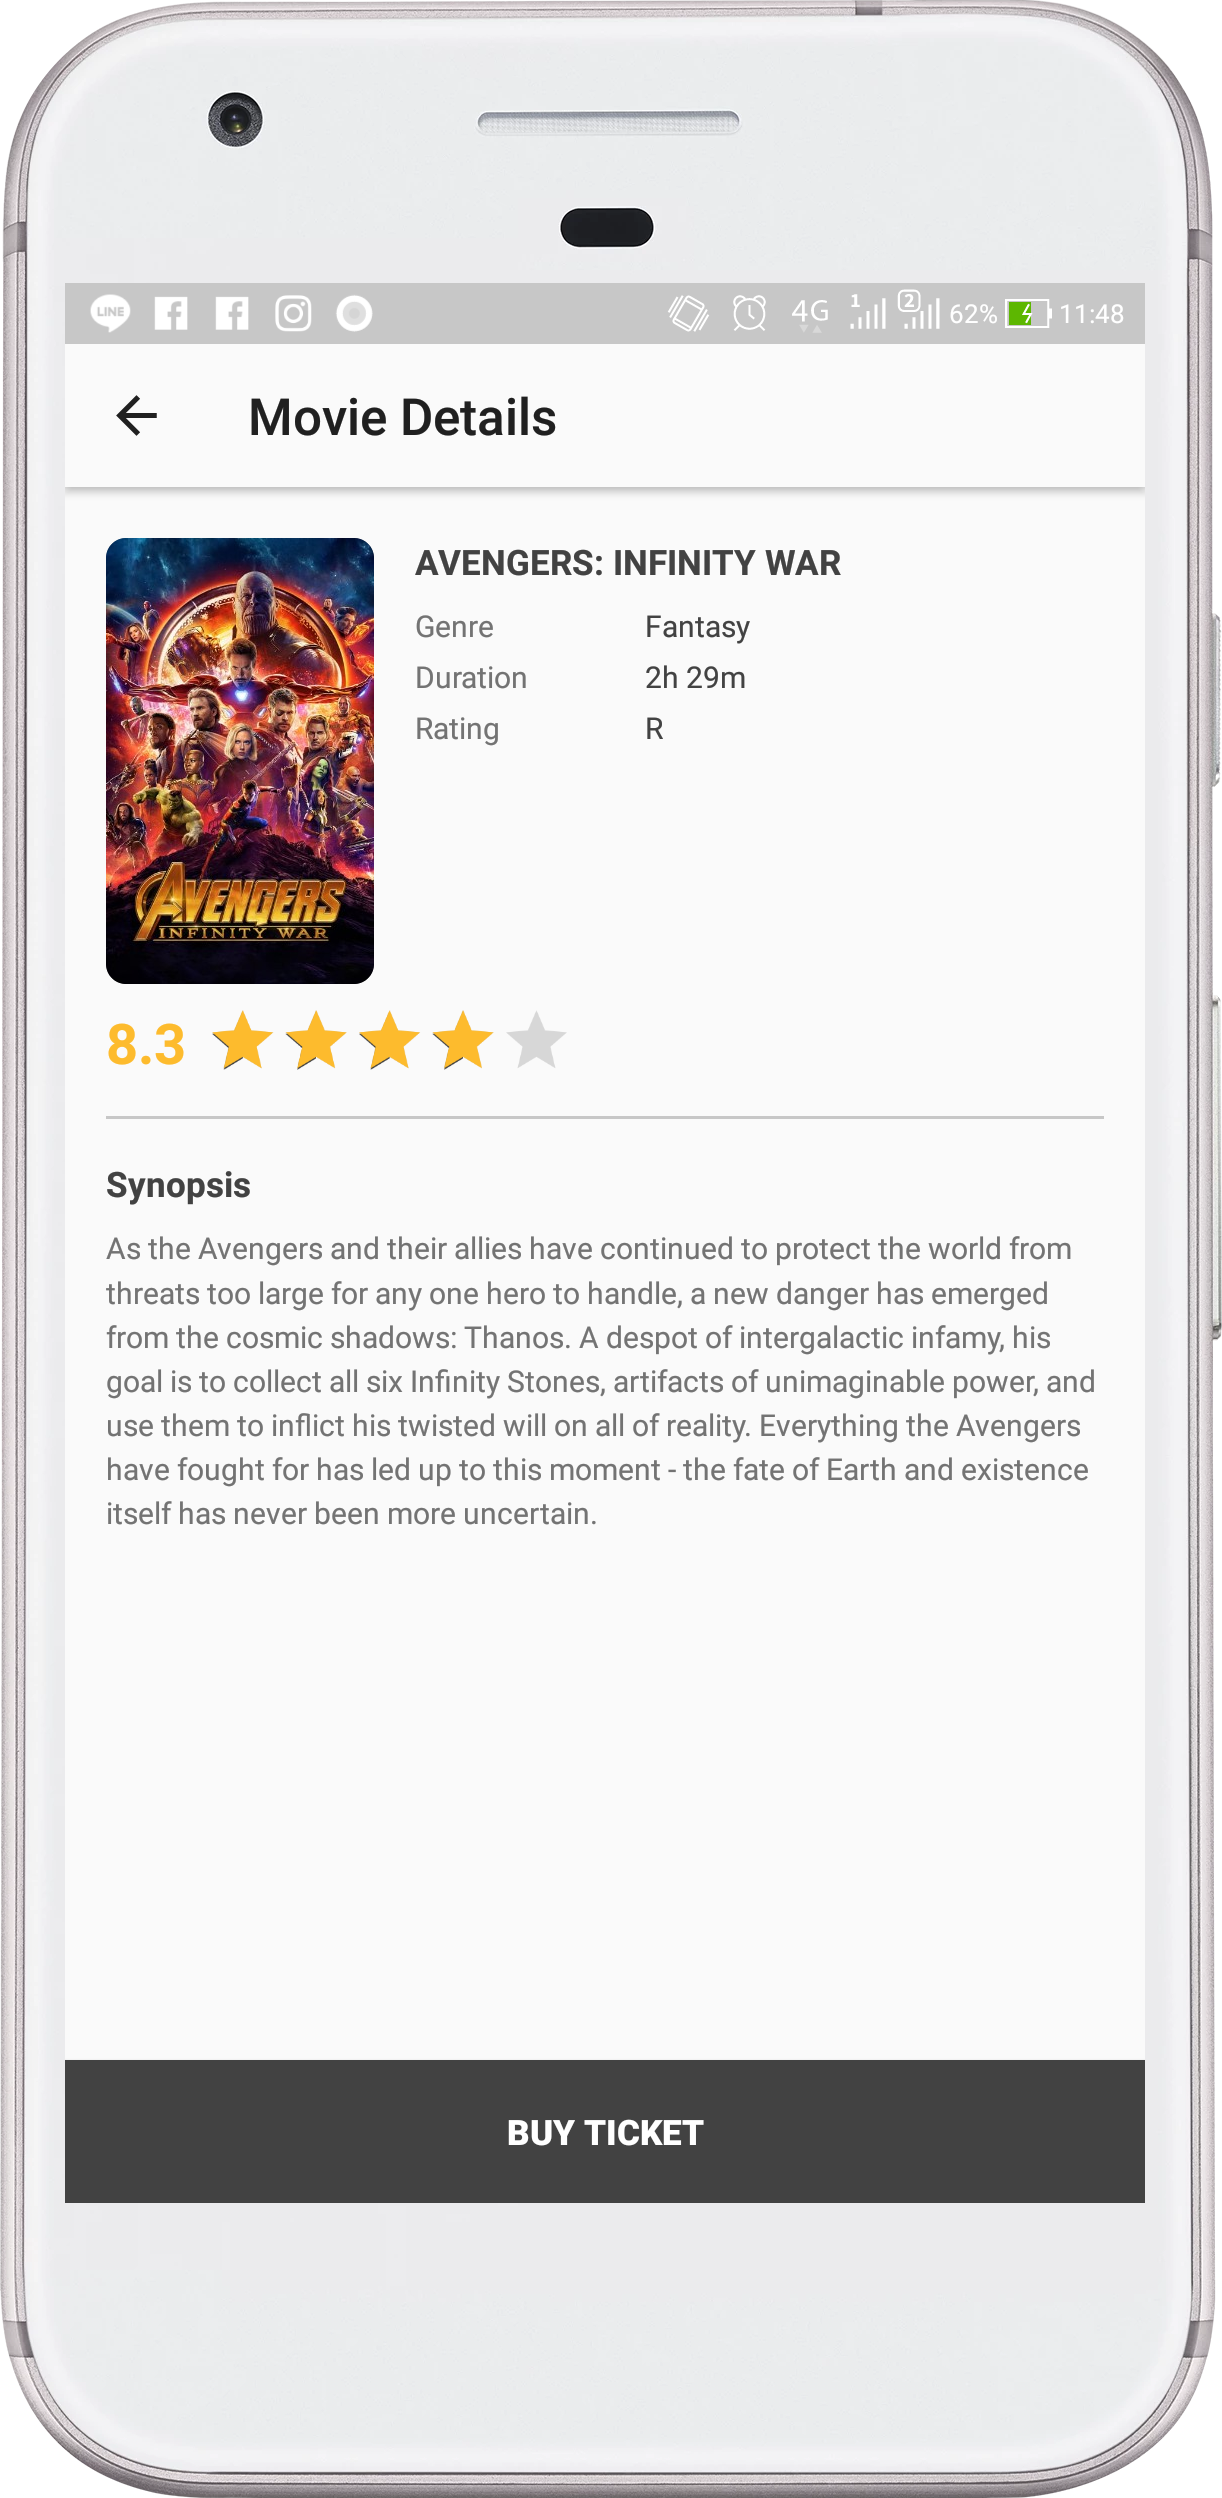 LINE
4G 1 2 62% 11:48
Movie Details
AVENGERS: INFINITY WAR
Genre Fantasy
Duration 2h 29m
Rating R
AVENGERS
INFINITY WAR
8.3
Synopsis
As the Avengers and their allies have continued to protect the world from
threats too large for any one hero to handle, a new danger has emerged
from the cosmic shadows: Thanos. A despot of intergalactic infamy, his
goal is to collect all six Infinity Stones, artifacts of unimaginable power, and
use them to inflict his twisted will on all of reality. Everything the Avengers
have fought for has led up to this moment - the fate of Earth and existence
itself has never been more uncertain.
BUY TICKET